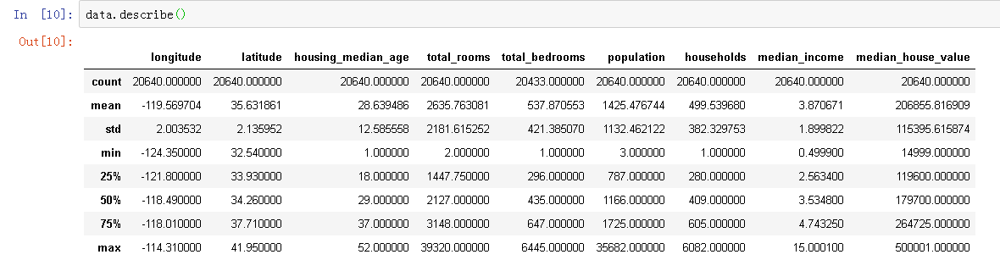 In [10]: data.describe()
Out[10]:
longitude latitude housing_median_age total_rooms total_bedrooms population households median_income median_house_value
count 20640.000000 20640.000000 20640.000000 20640.000000 20433.000000 20640.000000 20640.000000 20640.000000 20640.000000
mean -119.569704 35.631861 28.639486 2635.763081 537.870553 1425.476744 499.539680 3.870671 206855.816909
std 2.003532 2.135952 12.585558 2181.615252 421.385070 1132.462122 382.329753 1.899822 115395.615874
min -124.350000 32.540000 1.000000 2.000000 1.000000 3.000000 1.000000 0.499900 14999.000000
25% -121.800000 33.930000 18.000000 1447.750000 296.000000 787.000000 280.000000 2.563400 119600.000000
50% -118.490000 34.260000 29.000000 2127.000000 435.000000 1166.000000 409.000000 3.534800 179700.000000
75% -118.010000 37.710000 37.000000 3148.000000 647.000000 1725.000000 605.000000 4.743250 264725.000000
max -114.310000 41.950000 52.000000 39320.000000 6445.000000 35682.000000 6082.000000 15.000100 500001.000000